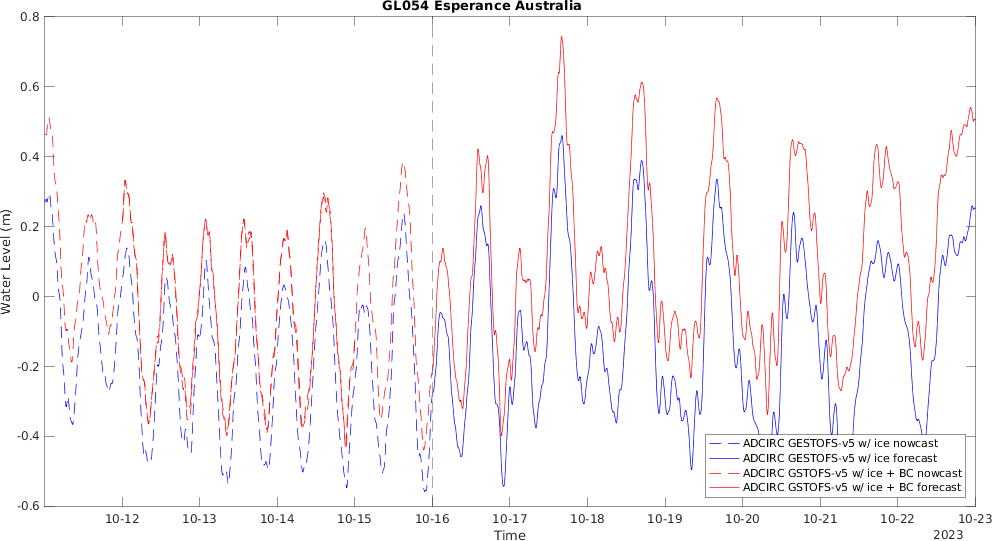 GL054 Esperance Australia
0.8
0.6
0.4
0.2
0
-0.2
-0.4
-0.6
Water Level (m)
ADCIRC GESTOFS-v5 w/ ice nowcast
ADCIRC GESTOFS-v5 w/ ice forecast
ADCIRC GSTOFS-v5 w/ ice + BC nowcast
ADCIRC GSTOFS-v5 w/ ice + BC forecast
10-12 10-13 10-14 10-15 10-16 10-17 10-18 10-19 10-20 10-21 10-22 10-23
Time
2023